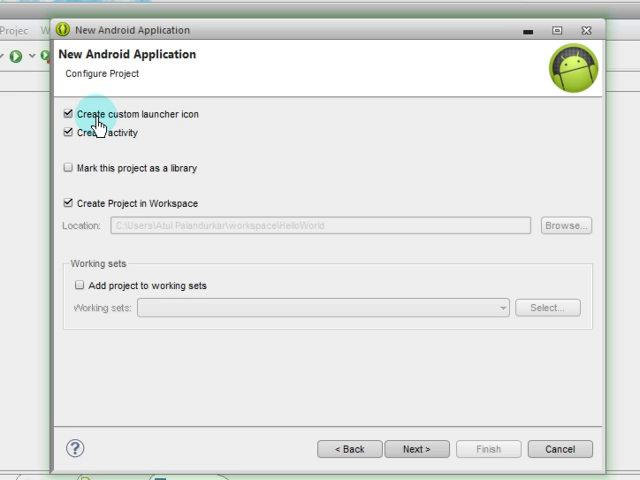 New Android Application
Projec W
New Android Application
Configure Project
Create custom launcher icon
Create activity
Mark this project as a library
Create Project in Workspace
Location: C:\Users\Atul Palandurkar\workspace\HelloWorld Browse...
Working sets
Add project to working sets
Working sets: Select...
? < Back Next > Finish Cancel